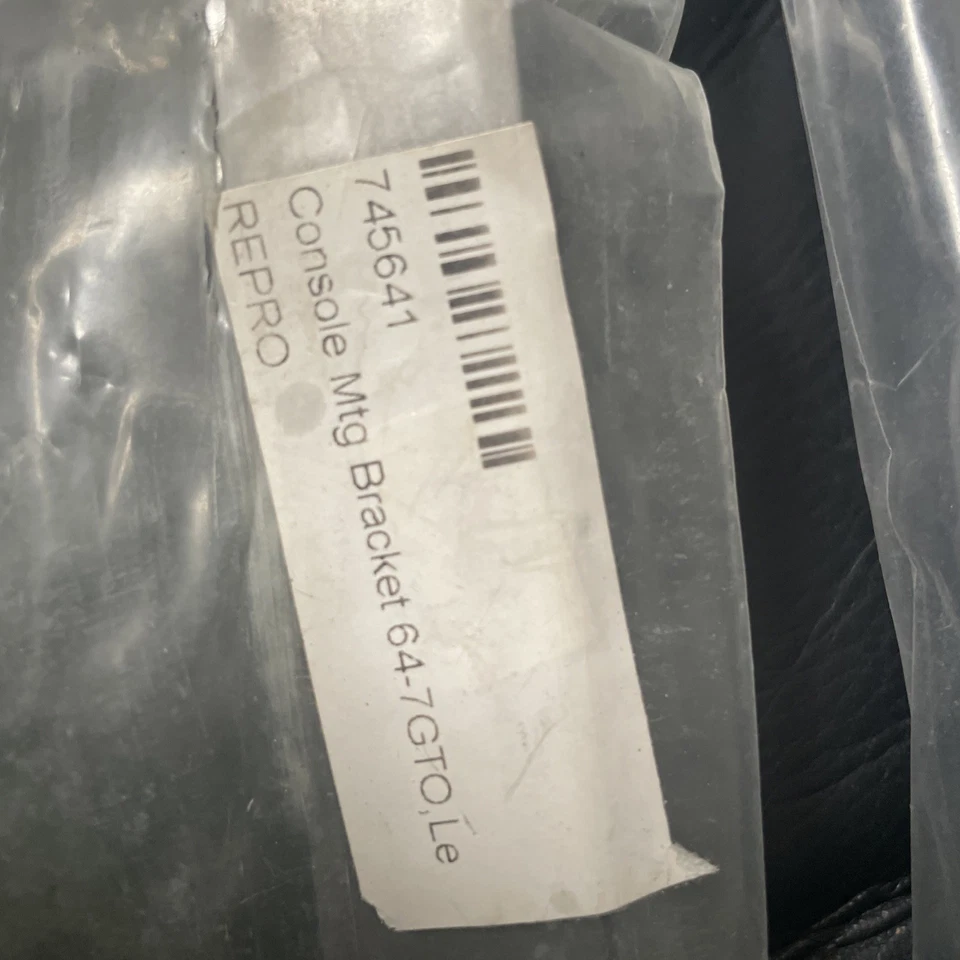 745641
Console Mtg Bracket 64-7GTO,Le
REPRO